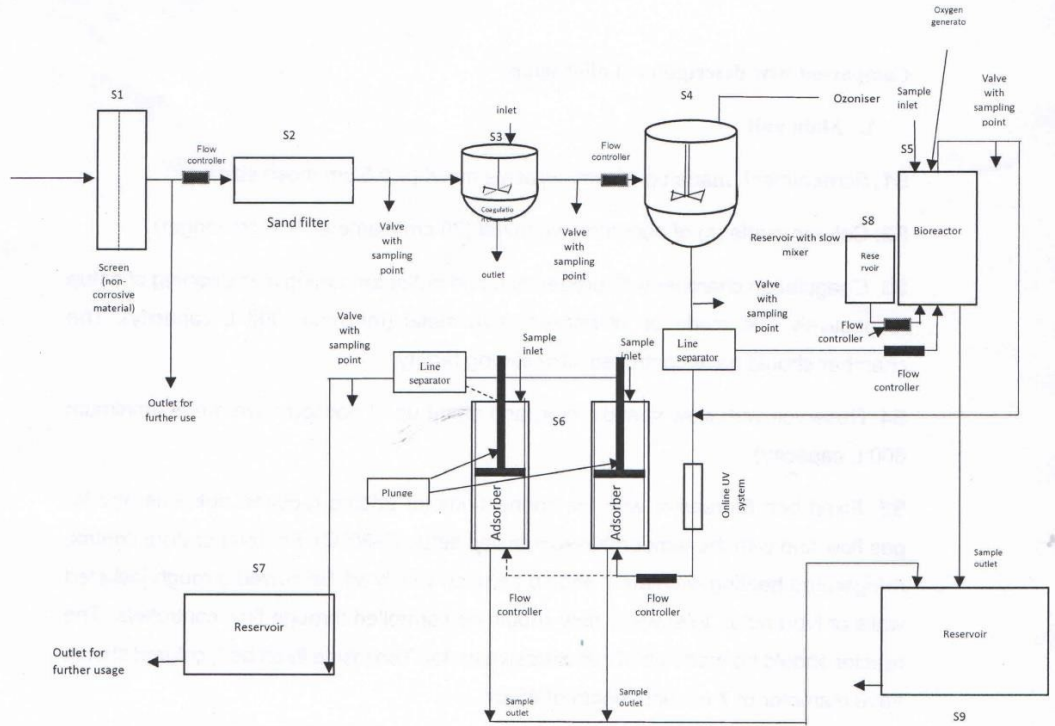 Oxygen
generato
S1
S4
Sample
inlet
Valve
with
sampling
point
S2
inlet
S3
Ozoniser
S5
Flow
controller
Flow
controller
Sand filter
Valve
with
sampling
point
outlet
Valve
with
sampling
point
Screen
(non-
corrosive
material)
Reservoir with slow
mixer
S8
Rese
rvoir
Bioreactor
Valve
with
sampling
point
Valve
with
sampling
point
Line
separator
Sample
inlet
Sample
inlet
Line
separator
Flow
controller
Flow
controller
Outlet for
further use
S6
Plunge
Adsorber
Adsorber
Online UV
system
S7
Reservoir
Outlet for
further usage
Flow
controller
Flow
controller
Sample
outlet
Reservoir
Sample
outlet
Sample
outlet
S9